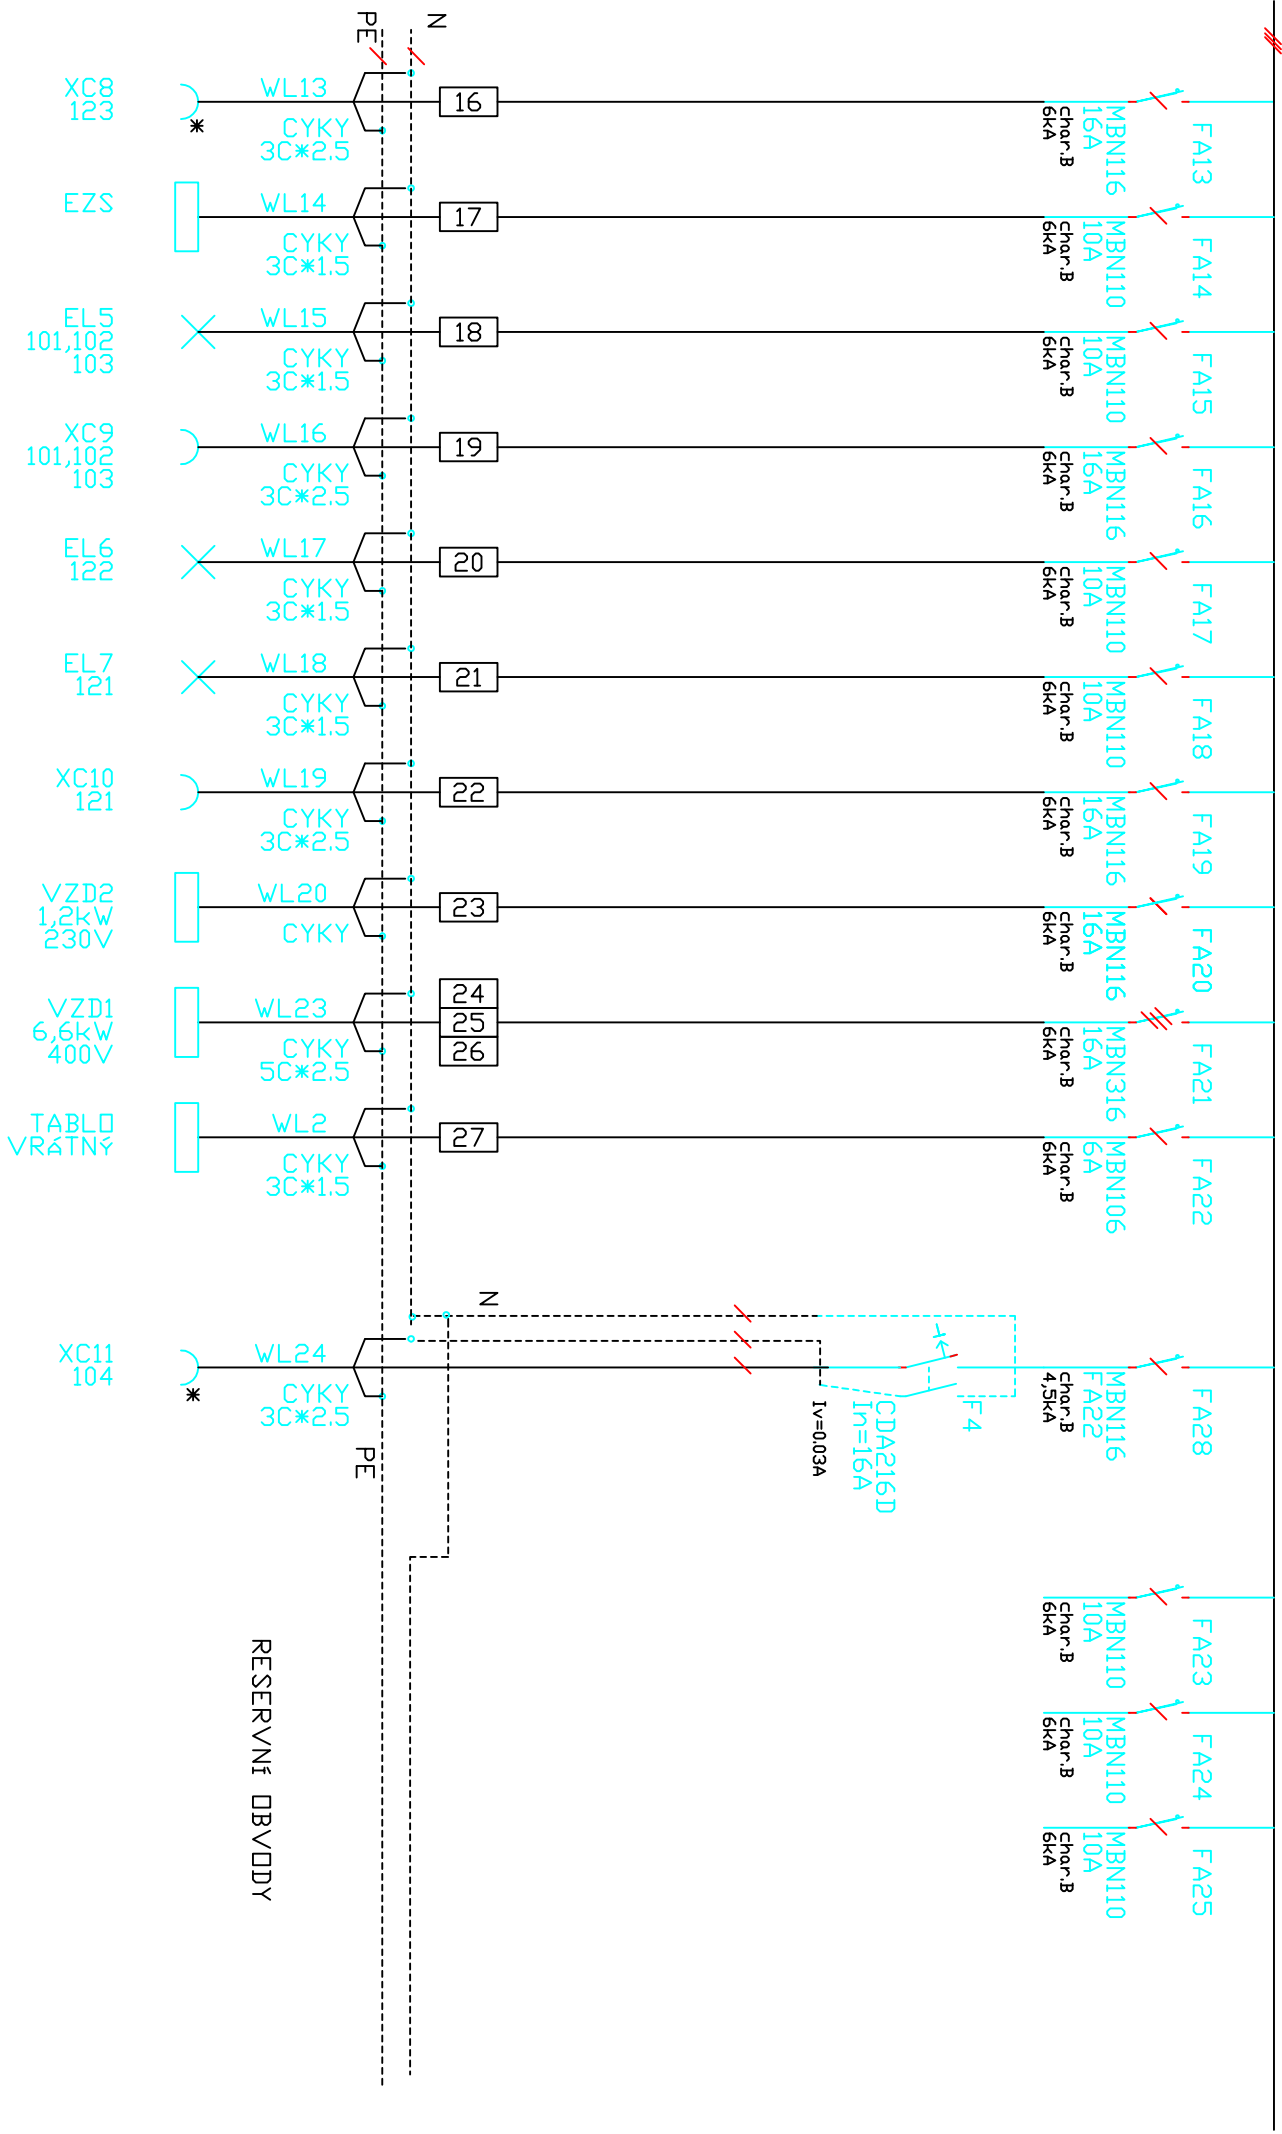 N
PE
XC8
123
*
WL13
CYKY
3C*2.5
16
MBN116
16A
char.B
6kA
FA13
EZS
WL14
CYKY
3C*1.5
17
MBN110
10A
char.B
6kA
FA14
EL5
101,102
103
WL15
CYKY
3C*1.5
18
MBN110
10A
char.B
6kA
FA15
XC9
101,102
103
WL16
CYKY
3C*2.5
19
MBN116
16A
char.B
6kA
FA16
EL6
122
WL17
CYKY
3C*1.5
20
MBN110
10A
char.B
6kA
FA17
EL7
121
WL18
CYKY
3C*1.5
21
MBN110
10A
char.B
6kA
FA18
XC10
121
WL19
CYKY
3C*2.5
22
MBN116
16A
char.B
6kA
FA19
VZD2
1,2kW
230V
WL20
CYKY
23
MBN116
16A
char.B
6kA
FA20
VZD1
6,6kW
400V
WL23
CYKY
5C*2.5
24
25
26
MBN316
16A
char.B
6kA
FA21
TABLO
VRÁTNÝ
WL2
CYKY
3C*1.5
27
MBN106
6A
char.B
6kA
FA22
N
XC11
104
*
WL24
CYKY
3C*2.5
PE
F4
CDA216D
In=16A
Iv=0.03A
MBN116
FA22
char.B
4,5kA
FA28
MBN110
10A
char.B
6kA
FA23
MBN110
10A
char.B
6kA
FA24
MBN110
10A
char.B
6kA
FA25
RESERVNÍ OBVODY